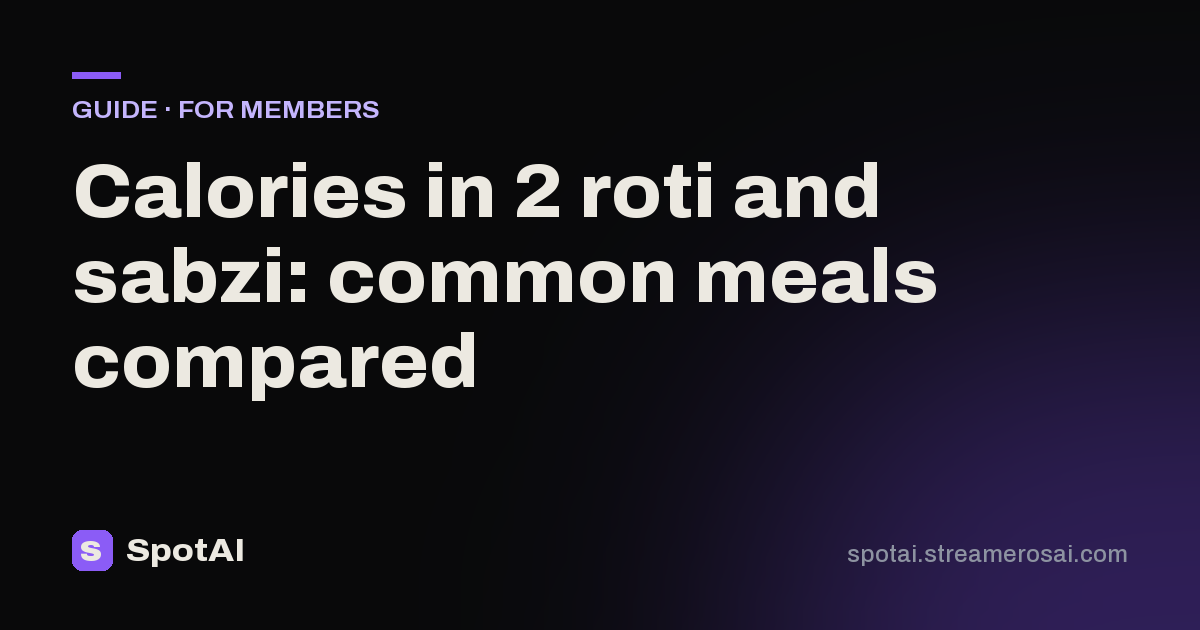 GUIDE · FOR MEMBERS
Calories in 2 roti and
sabzi: common meals
compared
S SpotAI
spotai.streamerosai.com